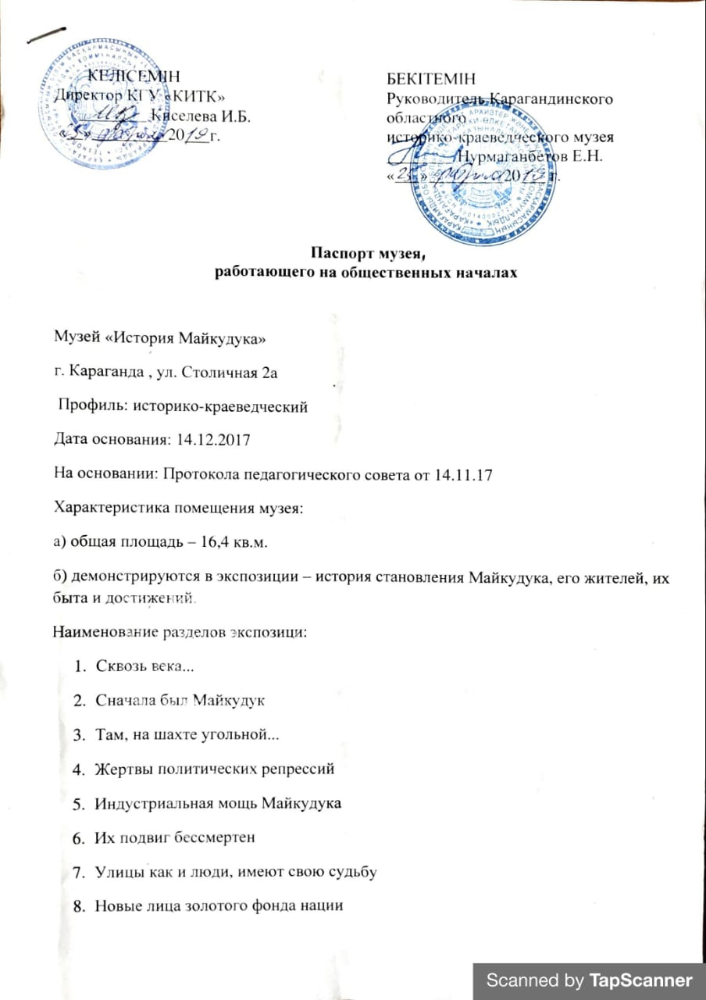 КЕЛІСЕМІН
Директор КГУ «КИТК»
Киселева И.Б.
«25» февраля 2019 г.
БЕКІТЕМІН
Руководитель Карагандинского
областного
историко-краеведческого музея
Нурмаганбетов Е.Н.
«25» февраля 2019 г.
Паспорт музея,
работающего на общественных началах
Музей «История Майкудука»
г. Караганда , ул. Столичная 2а
Профиль: историко-краеведческий
Дата основания: 14.12.2017
На основании: Протокола педагогического совета от 14.11.17
Характеристика помещения музея:
а) общая площадь – 16,4 кв.м.
б) демонстрируются в экспозиции – история становления Майкудука, его жителей, их
быта и достижений.
Наименование разделов экспозици:
1. Сквозь века...
2. Сначала был Майкудук
3. Там, на шахте угольной...
4. Жертвы политических репрессий
5. Индустриальная мощь Майкудука
6. Их подвиг бессмертен
7. Улицы как и люди, имеют свою судьбу
8. Новые лица золотого фонда нации
Scanned by TapScanner